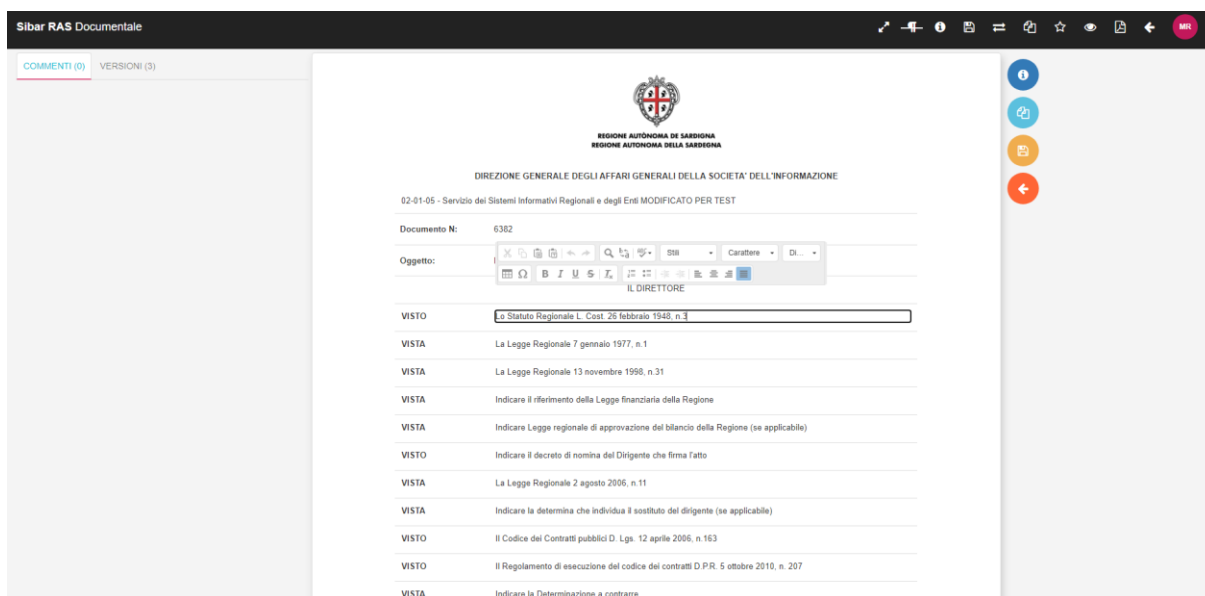 Sibar RAS Documentale
MR
COMMENTI (0) VERSIONI (3)
REGIONE AUTÒNOMA DE SARDIGNA
REGIONE AUTONOMA DELLA SARDEGNA
DIREZIONE GENERALE DEGLI AFFARI GENERALI DELLA SOCIETA' DELL'INFORMAZIONE
02-01-05 - Servizio dei Sistemi Informativi Regionali e degli Enti MODIFICATO PER TEST
Documento N: 6382
Stili Carattere Di...
Oggetto:
B I U S
IL DIRETTORE
VISTO Lo Statuto Regionale L. Cost. 26 febbraio 1948, n.3
VISTA La Legge Regionale 7 gennaio 1977, n.1
VISTA La Legge Regionale 13 novembre 1998, n.31
VISTA Indicare il riferimento della Legge finanziaria della Regione
VISTA Indicare Legge regionale di approvazione del bilancio della Regione (se applicabile)
VISTO Indicare il decreto di nomina del Dirigente che firma l'atto
VISTA La Legge Regionale 2 agosto 2006, n.11
VISTA Indicare la determina che individua il sostituto del dirigente (se applicabile)
VISTO Il Codice dei Contratti pubblici D. Lgs. 12 aprile 2006, n.163
VISTO Il Regolamento di esecuzione del codice dei contratti D.P.R. 5 ottobre 2010, n. 207
VISTA Indicare la Determinazione a contrarre